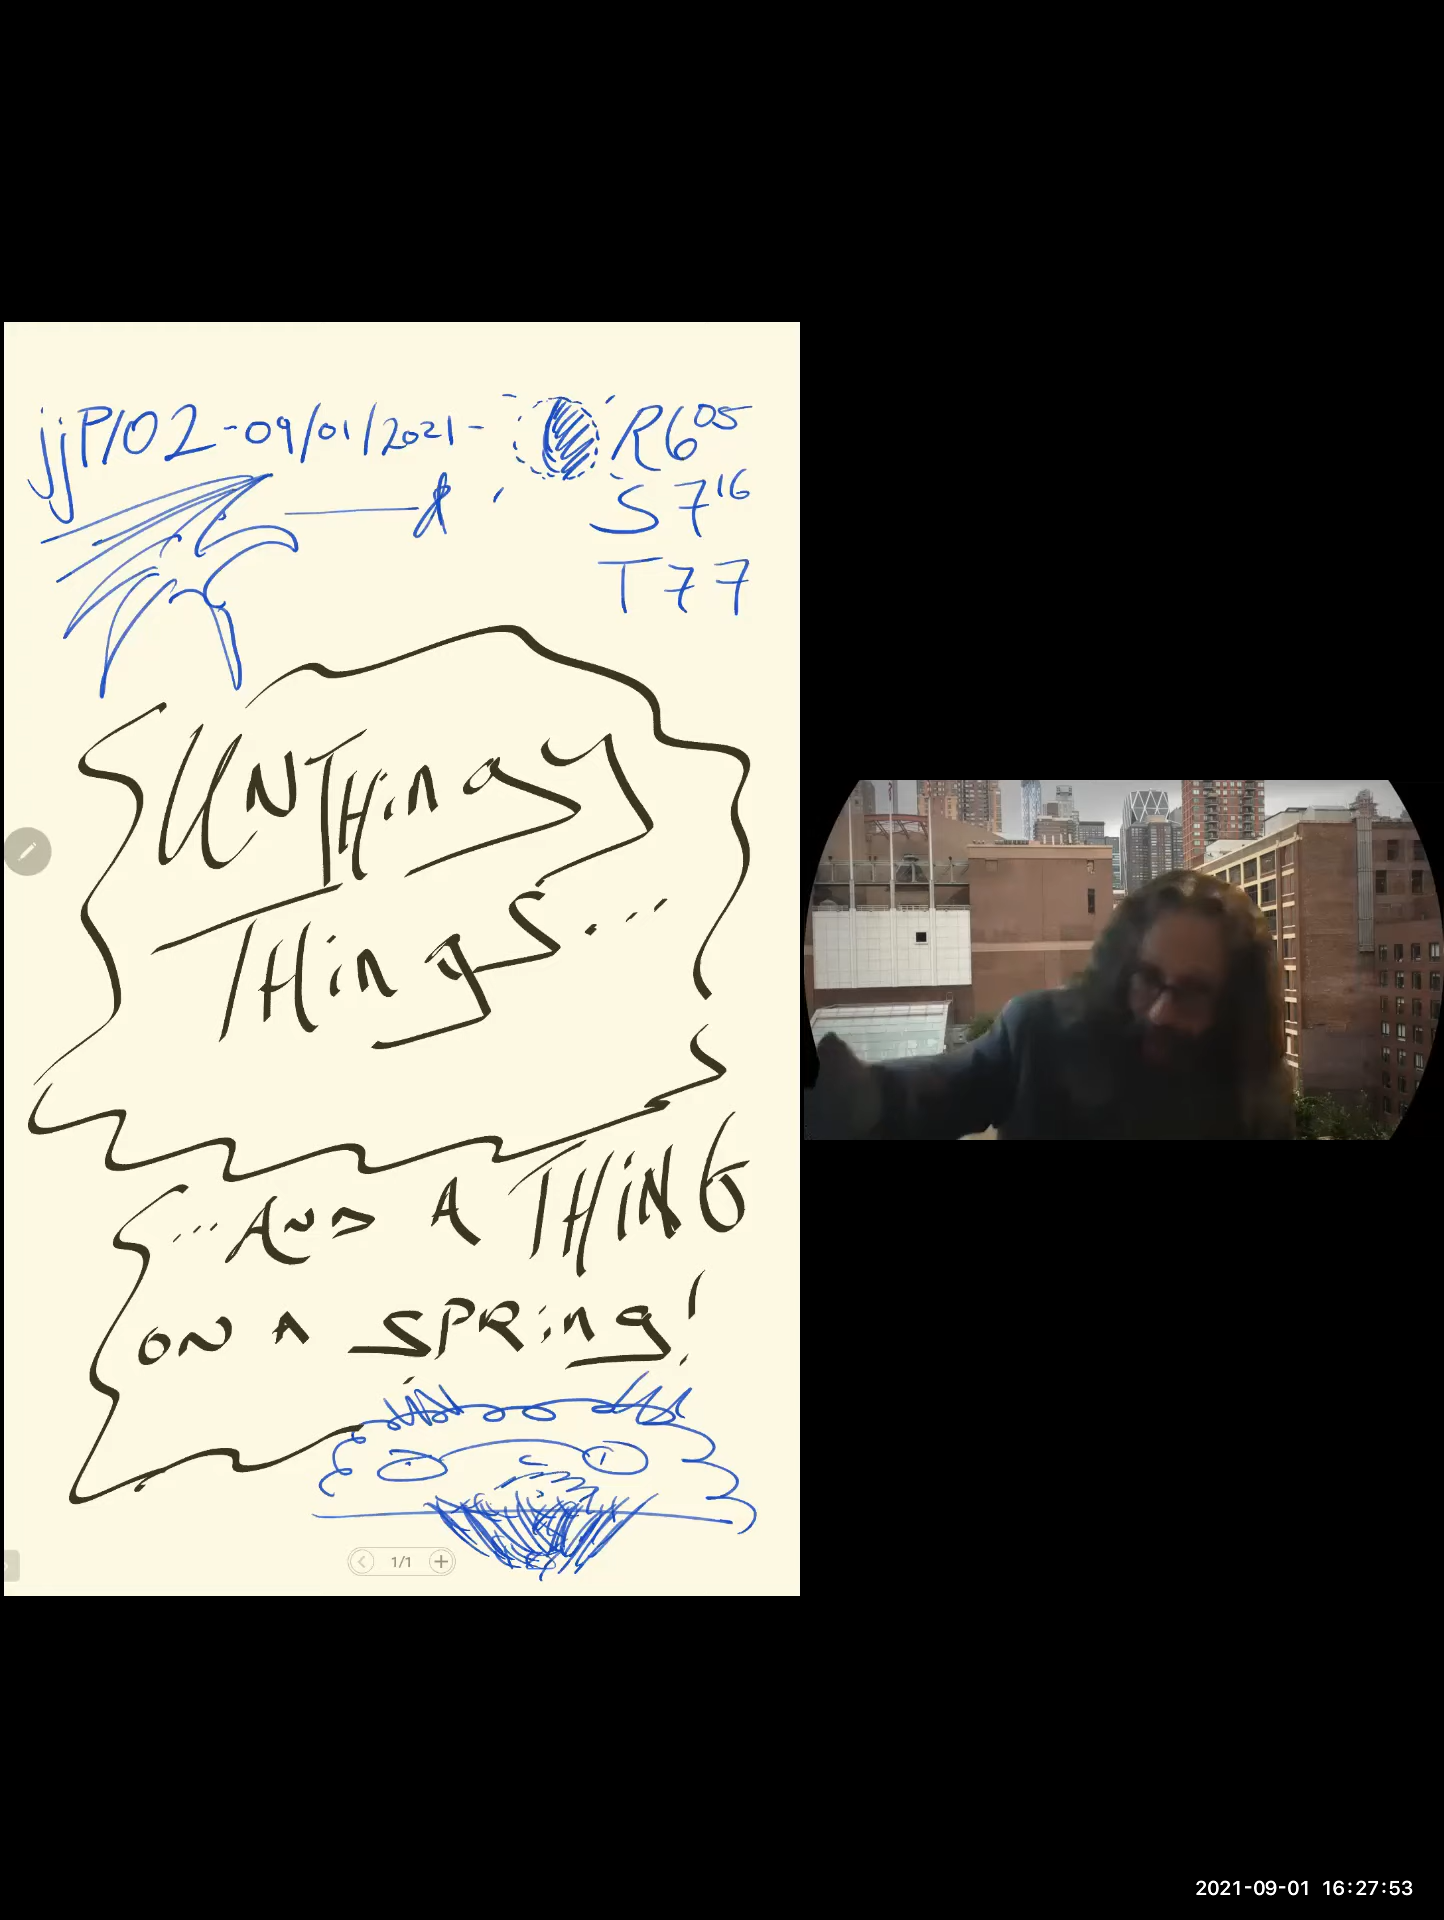 jjP102-09/01/2021- R6⁰⁵
S7¹⁶
T77
UNTHingy
THings...
...AND A THING
ON A SPRing!
1/1
2021-09-01 16:27:53